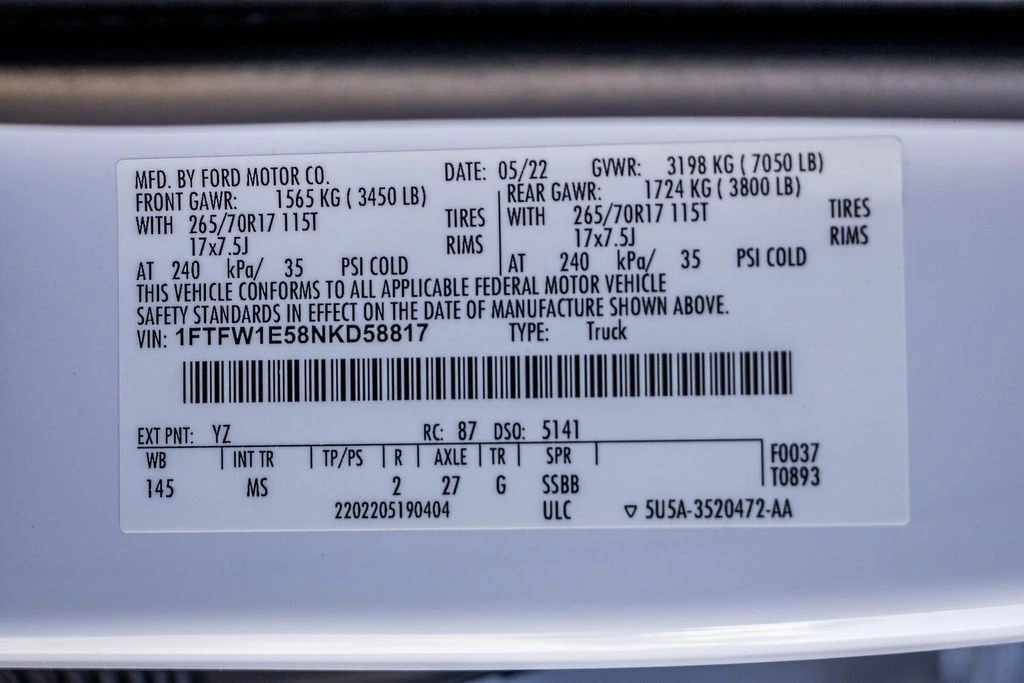 MFD. BY FORD MOTOR CO. DATE: 05/22 GVWR: 3198 KG ( 7050 LB)
FRONT GAWR: 1565 KG ( 3450 LB) REAR GAWR: 1724 KG ( 3800 LB)
WITH 265/70R17 115T TIRES WITH 265/70R17 115T TIRES
17x7.5J RIMS 17x7.5J RIMS
AT 240 kPa/ 35 PSI COLD AT 240 kPa/ 35 PSI COLD
THIS VEHICLE CONFORMS TO ALL APPLICABLE FEDERAL MOTOR VEHICLE
SAFETY STANDARDS IN EFFECT ON THE DATE OF MANUFACTURE SHOWN ABOVE.
VIN: 1FTFW1E58NKD58817 TYPE: Truck
EXT PNT: YZ RC: 87 DSO: 5141
WB INT TR TP/PS R AXLE TR SPR F0037
145 MS 2 27 G SSBB T0893
2202205190404 ULC ▽ 5U5A-3520472-AA